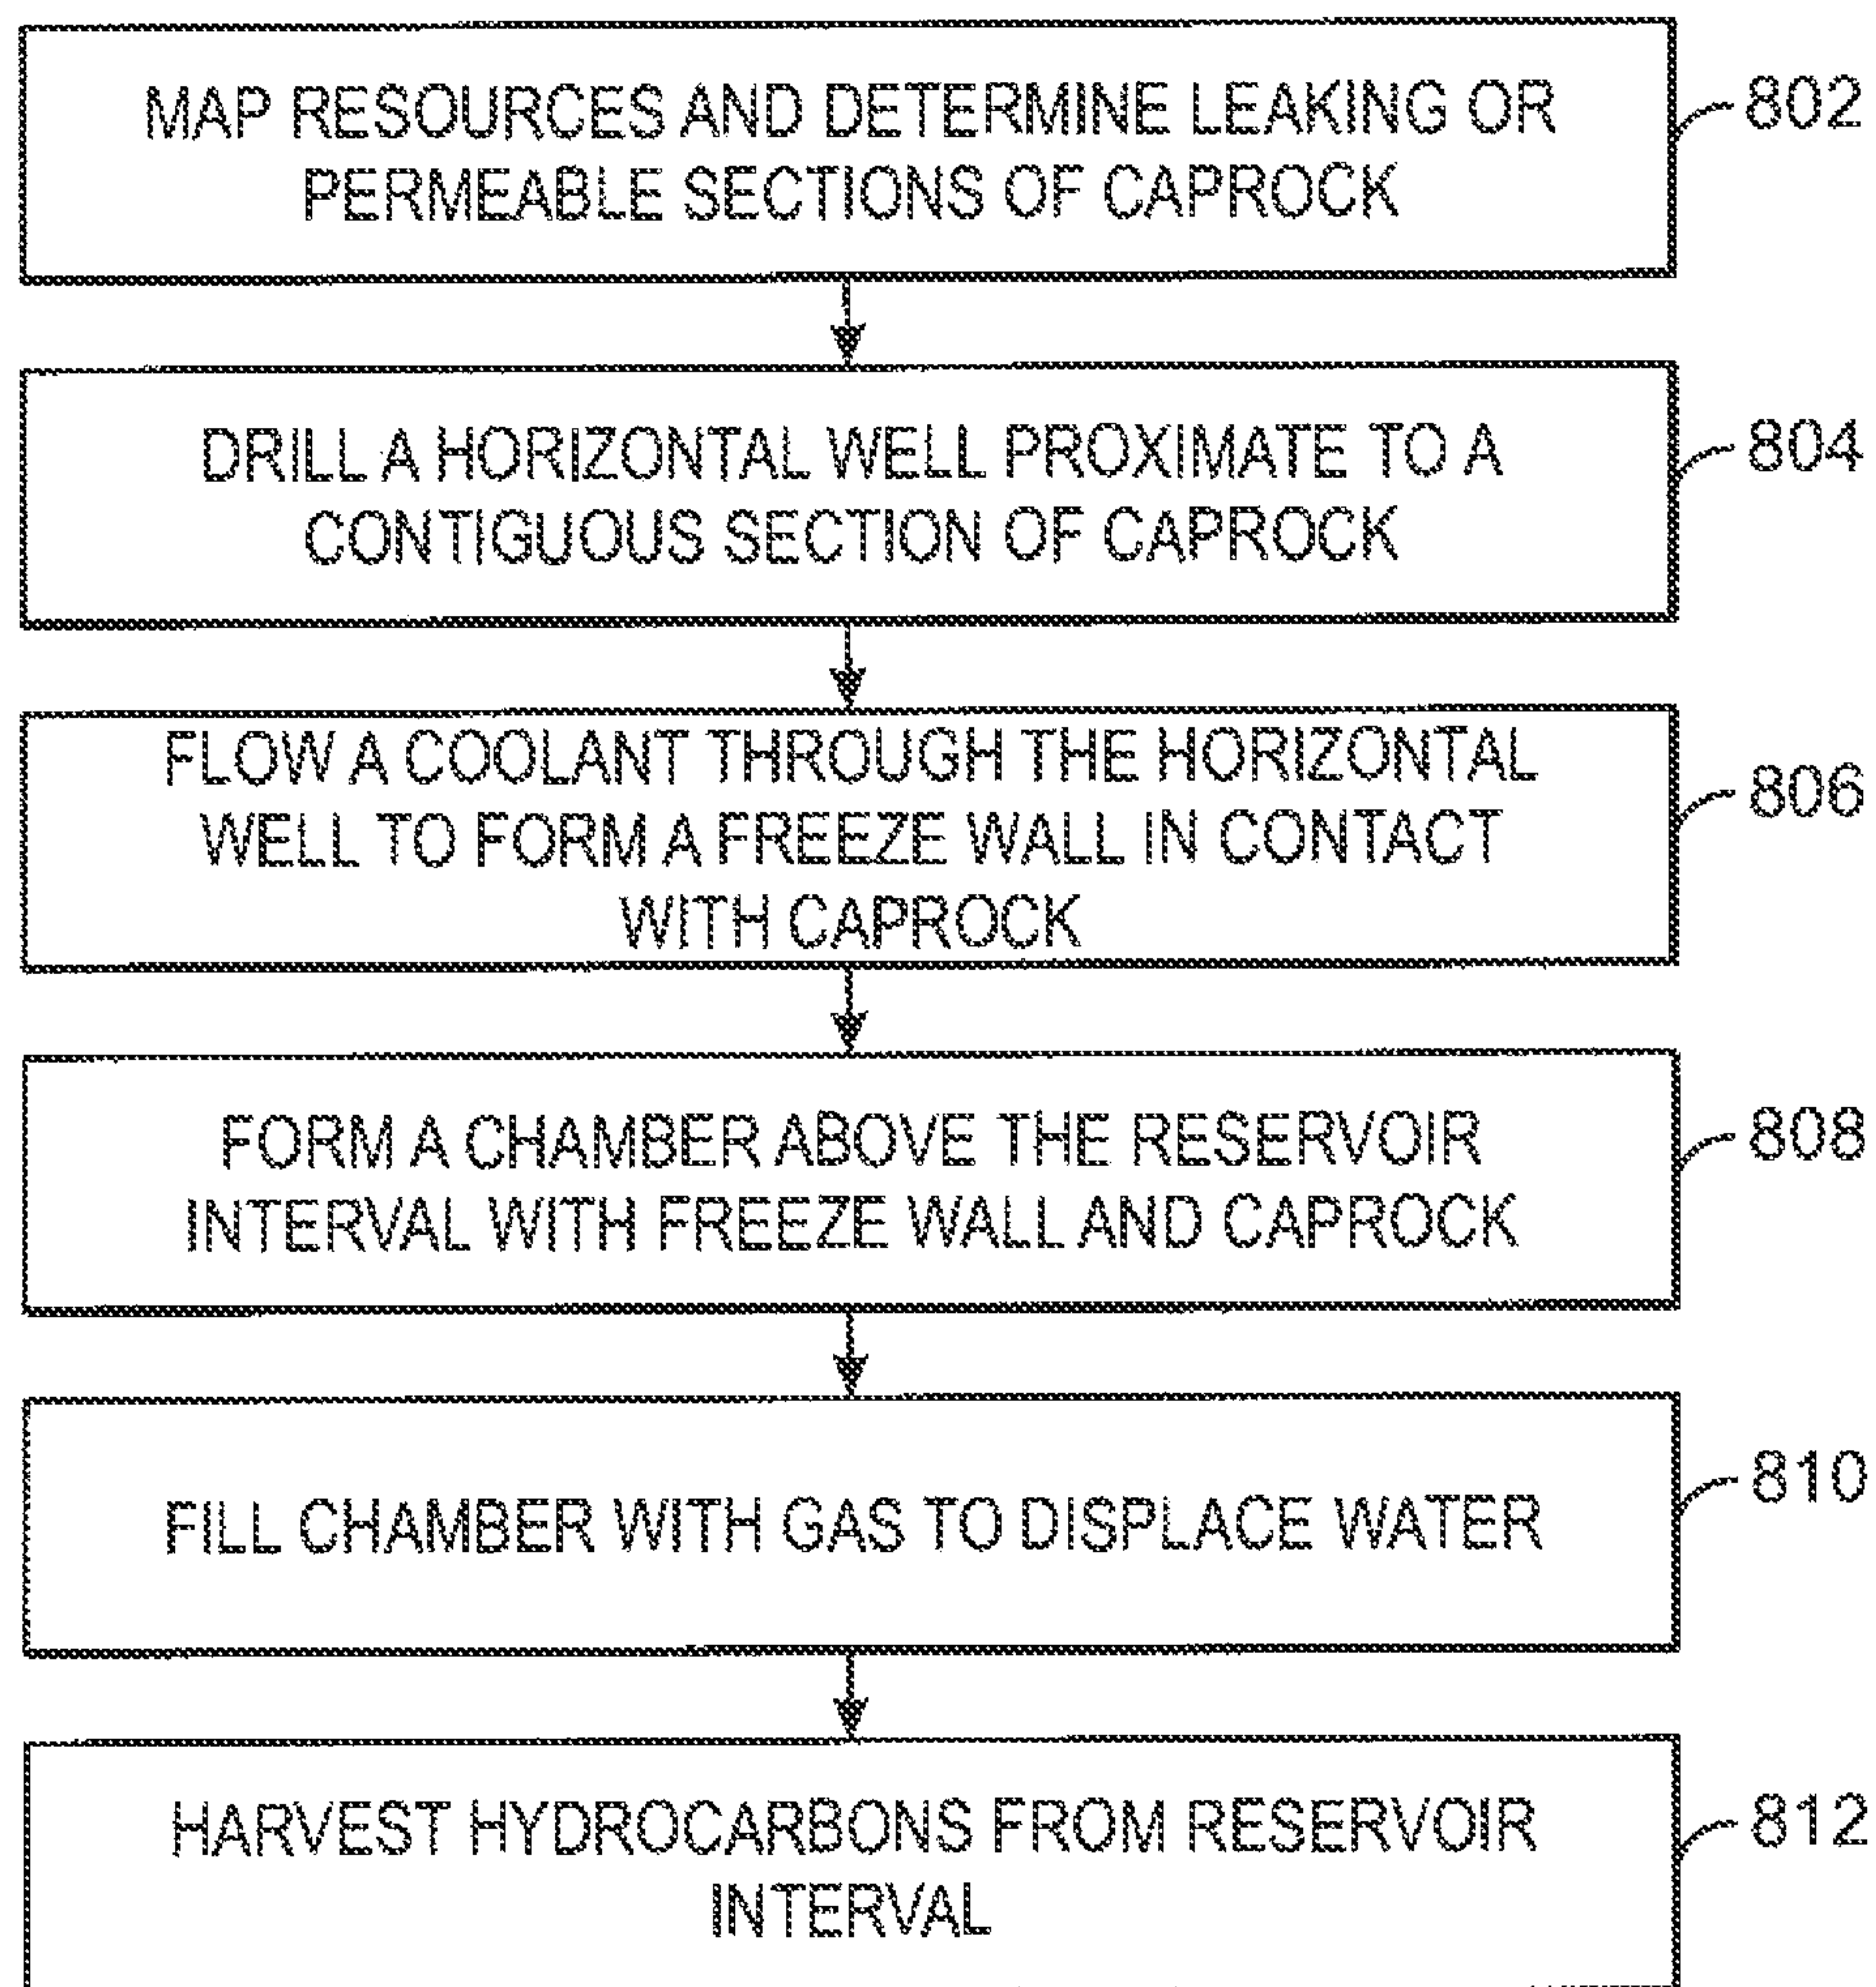 MAP RESOURCES AND DETERMINE LEAKING OR
PERMEABLE SECTIONS OF CAPROCK
802
DRILL A HORIZONTAL WELL PROXIMATE TO A
CONTIGUOUS SECTION OF CAPROCK
804
FLOW A COOLANT THROUGH THE HORIZONTAL
WELL TO FORM A FREEZE WALL IN CONTACT
WITH CAPROCK
806
FORM A CHAMBER ABOVE THE RESERVOIR
INTERVAL WITH FREEZE WALL AND CAPROCK
808
FILL CHAMBER WITH GAS TO DISPLACE WATER
810
HARVEST HYDROCARBONS FROM RESERVOIR
INTERVAL
812